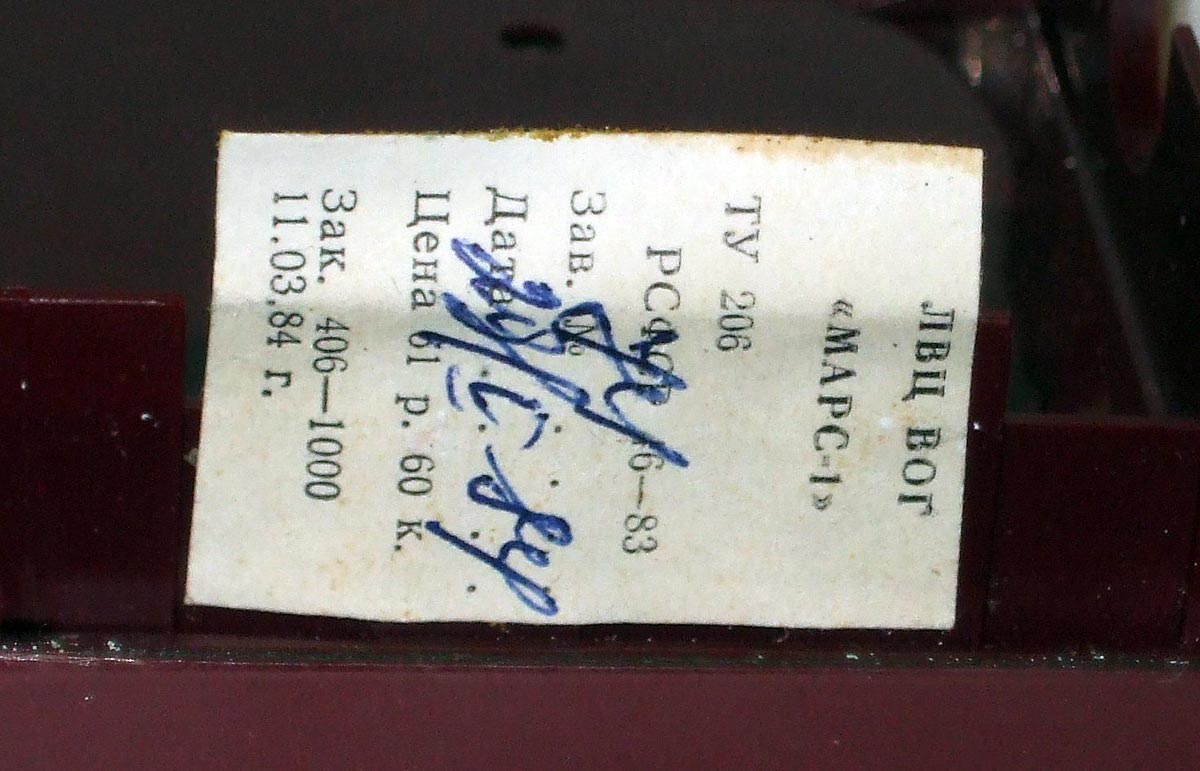 ЛВЦ ВОГ
«МАРС-1»
ТУ 206
РСФСР 46—83
Зав. №
Дата
Цена 61 р. 60 к.
Зак. 406—1000
11.03.84 г.